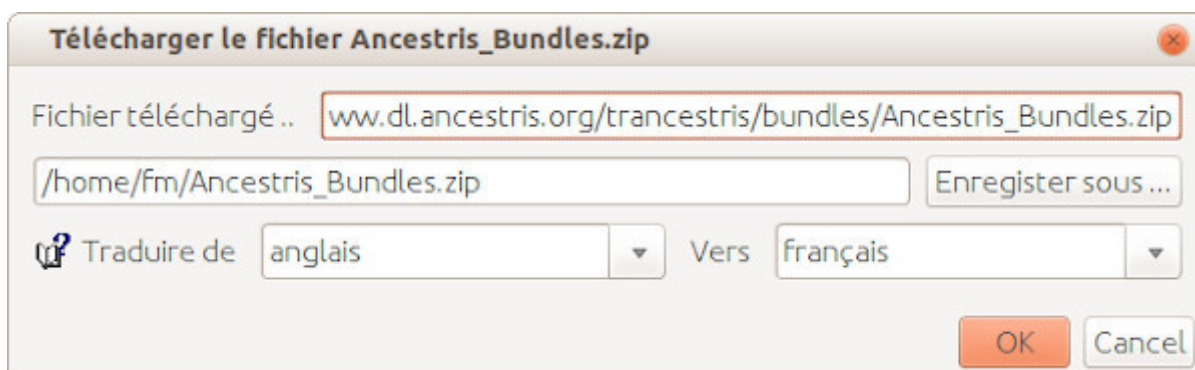 Télécharger le fichier Ancestris_Bundles.zip
Fichier téléchargé .. ww.dl.ancestris.org/trancestris/bundles/Ancestris_Bundles.zip
/home/fm/Ancestris_Bundles.zip Enregister sous ...
Traduire de anglais Vers français
OK Cancel